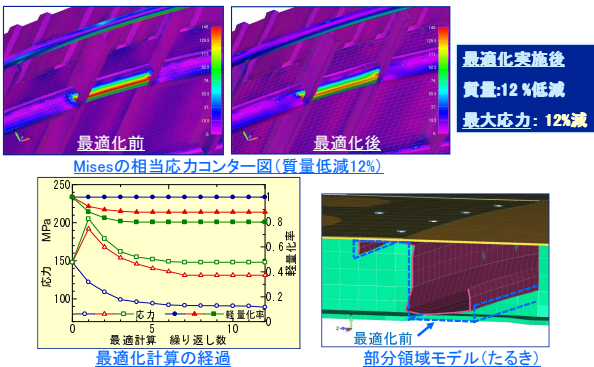 最適化前
最適化後
最適化実施後
質量:12 %低減
最大応力: 12%減
Misesの相当応力コンター図(質量低減12%)
250
200
150
100
MPa
応力
1
0.8
0.6
0.4
0.2
0
軽量化率
応力
軽量化率
0 5 10
最適計算 繰り返し数
最適化計算の経過
最適化前
部分領域モデル(たるき)